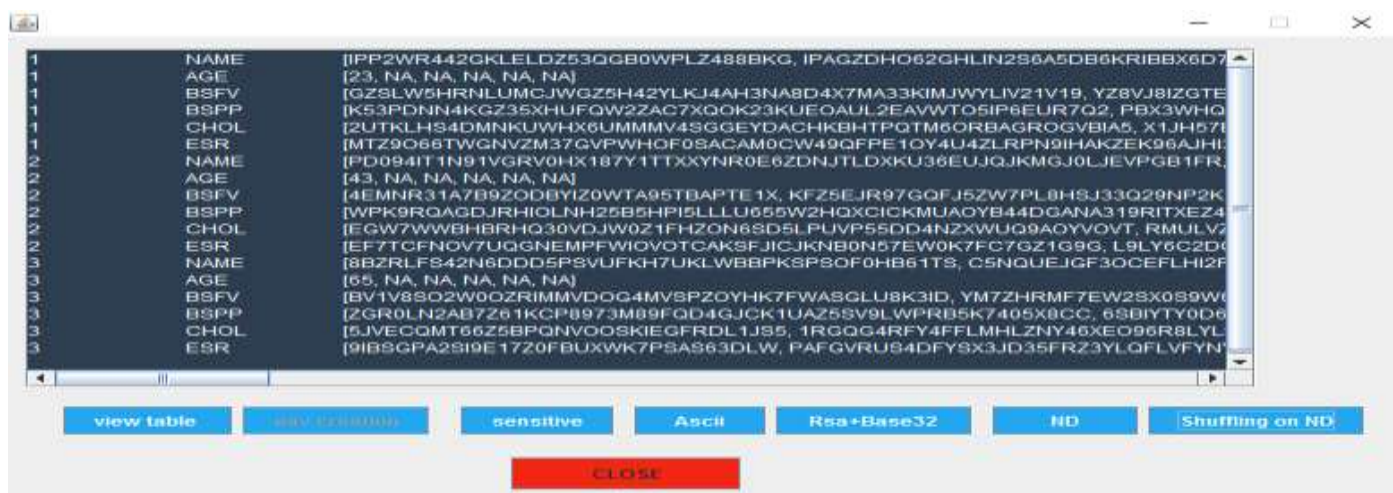 1 NAME [IPP2WR442GKLELDZ53QGB0WPLZ488BKG, IPAGZDHO62GHLIN2S6A5DB6KRIBBX6D7
1 AGE [23, NA, NA, NA, NA, NA]
1 BSFV [GZSLW5HRNLUMCJWGZ5H42YLKJ4AH3NA8D4X7MA33KIMJWYLIV21V19, YZ8VJ8IZGTE
1 BSPP [K53PDNN4KGZ35XHUFQW2ZAC7XQOK23KUEOAUL2EAVWTO5IP6EUR7Q2, PBX3WHQ
1 CHOL [2UTKLHS4DMNKUWHX6UMMMV4SGGEYDACHKBHTPQTM6ORBAGROGVBIA5, X1JH57
1 ESR [MTZ9O66TWGNVZM37GVPWHOF0SACAM0CW49QFPE1OY4U4ZLRPN9IHAKZEK96AJHI
2 NAME [PD094IT1N91VGRV0HX187Y1TTXXYNR0E6ZDNJTLDXKU36EUJQJKMGJ0LJEVPGB1FR
2 AGE [43, NA, NA, NA, NA, NA]
2 BSFV [4EMNR31A7B9ZODBYIZ0WTA95TBAPTE1X, KFZ5EJR97GQFJ5ZW7PL8HSJ33Q29NP2K
2 BSPP [WPK9RQAGDJRHIOLNH25B5HPI5LLLU655W2HQXCICKMUAOYB44DGANA319RITXEZ4
2 CHOL [EGW7WWBHBRHQ30VDJW0Z1FHZON6SD5LPUVP55DD4NZXWUQ9AOYVOVT, RMULVZ
2 ESR [EF7TCFNOV7UQGNEMPFWIOVOTCAKSFJICJKNB0N57EW0K7FC7GZ1G9G, L9LY6C2D
3 NAME [8BZRLFS42N6DDD5PSVUFKH7UKLWBBPKSPSOF0HB61TS, C5NQUEJGF3OCEFLHI2F
3 AGE [65, NA, NA, NA, NA, NA]
3 BSFV [BV1V8SO2W0OZRIMMVDOG4MVSPZOYHK7FWASGLU8K3ID, YM7ZHRMF7EW2SX0S9W
3 BSPP [ZGR0LN2AB7Z61KCP8973M89FQD4GJCK1UAZ5SV9LWPRB5K7405X8CC, 6SBIYTY0D6
3 CHOL [5JVECQMT66Z5BPQNVOOSKIEGFRDL1JS5, 1RGQG4RFY4FFLMHLZNY46XEO96R8LYL
3 ESR [9IBSGPA2SI9E17Z0FBUXWK7PSAS63DLW, PAFGVRUS4DFYSX3JD35FRZ3YLQFLVFYN
view table sensitive Ascii Rsa+Base32 ND Shuffling on ND
CLOSE